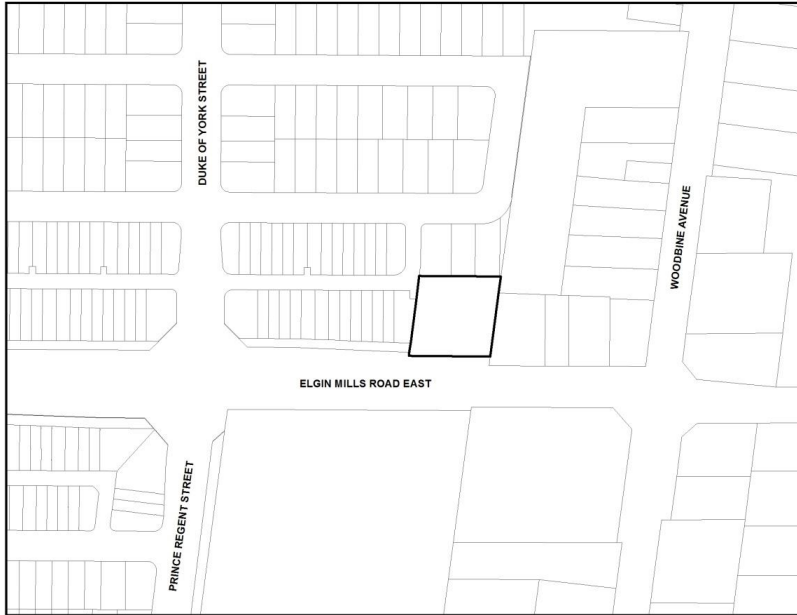 DUKE OF YORK STREET
WOODBINE AVENUE
ELGIN MILLS ROAD EAST
PRINCE REGENT STREET